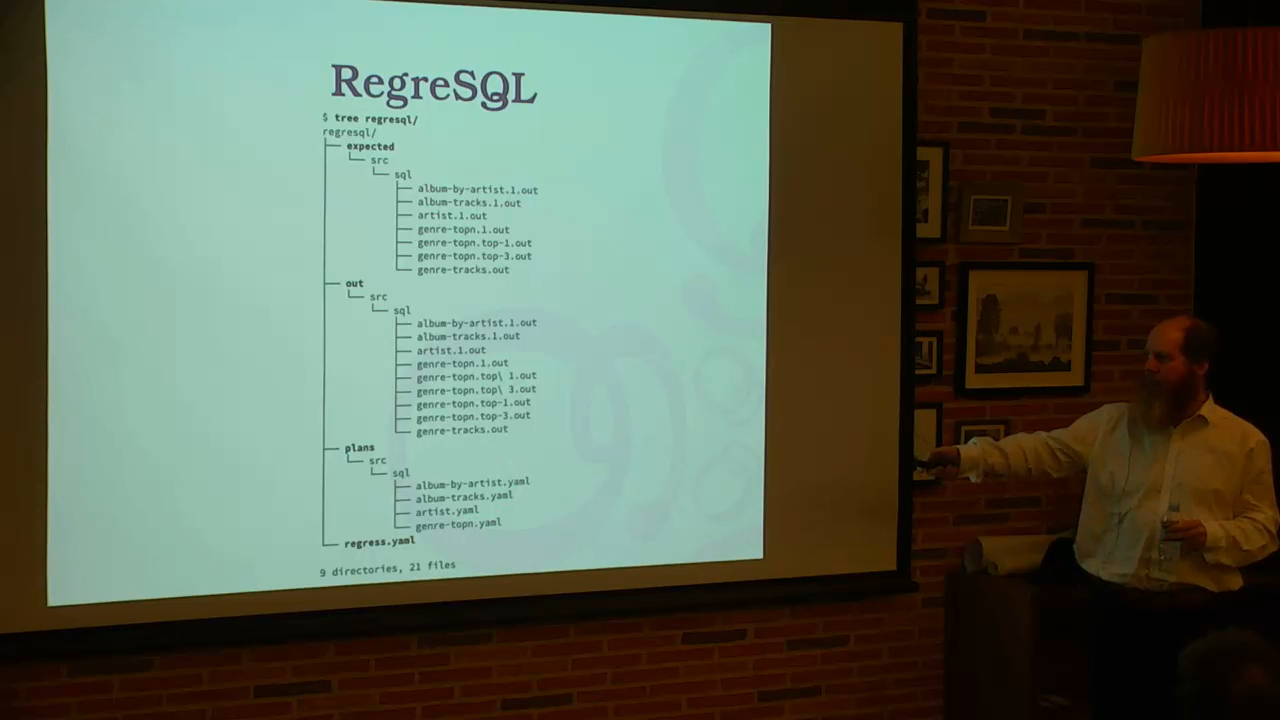 RegreSQL
$ tree regresql/
regresql/
├── expected
│   └── src
│       └── sql
│           ├── album-by-artist.1.out
│           ├── album-tracks.1.out
│           ├── artist.1.out
│           ├── genre-topn.1.out
│           ├── genre-topn.top-1.out
│           ├── genre-topn.top-3.out
│           └── genre-tracks.out
├── out
│   └── src
│       └── sql
│           ├── album-by-artist.1.out
│           ├── album-tracks.1.out
│           ├── artist.1.out
│           ├── genre-topn.1.out
│           ├── genre-topn.top\ 1.out
│           ├── genre-topn.top\ 3.out
│           ├── genre-topn.top-1.out
│           ├── genre-topn.top-3.out
│           └── genre-tracks.out
├── plans
│   └── src
│       └── sql
│           ├── album-by-artist.yaml
│           ├── album-tracks.yaml
│           ├── artist.yaml
│           └── genre-topn.yaml
└── regress.yaml
9 directories, 21 files